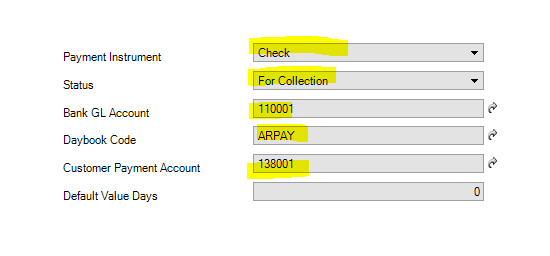 Payment Instrument Check
Status For Collection
Bank GL Account 110001
Daybook Code ARPAY
Customer Payment Account 138001
Default Value Days 0